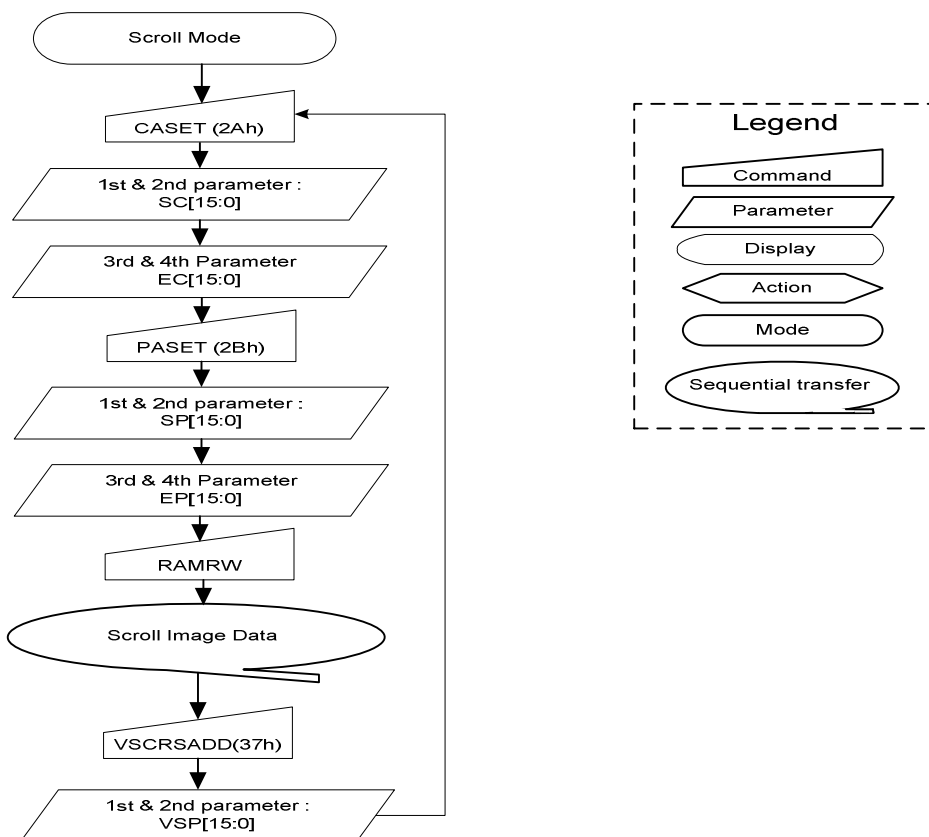 Scroll Mode
CASET (2Ah)
1st & 2nd parameter :
SC[15:0]
3rd & 4th Parameter
EC[15:0]
PASET (2Bh)
1st & 2nd parameter :
SP[15:0]
3rd & 4th Parameter
EP[15:0]
RAMRW
Scroll Image Data
VSCRSADD(37h)
1st & 2nd parameter :
VSP[15:0]
Legend
Command
Parameter
Display
Action
Mode
Sequential transfer